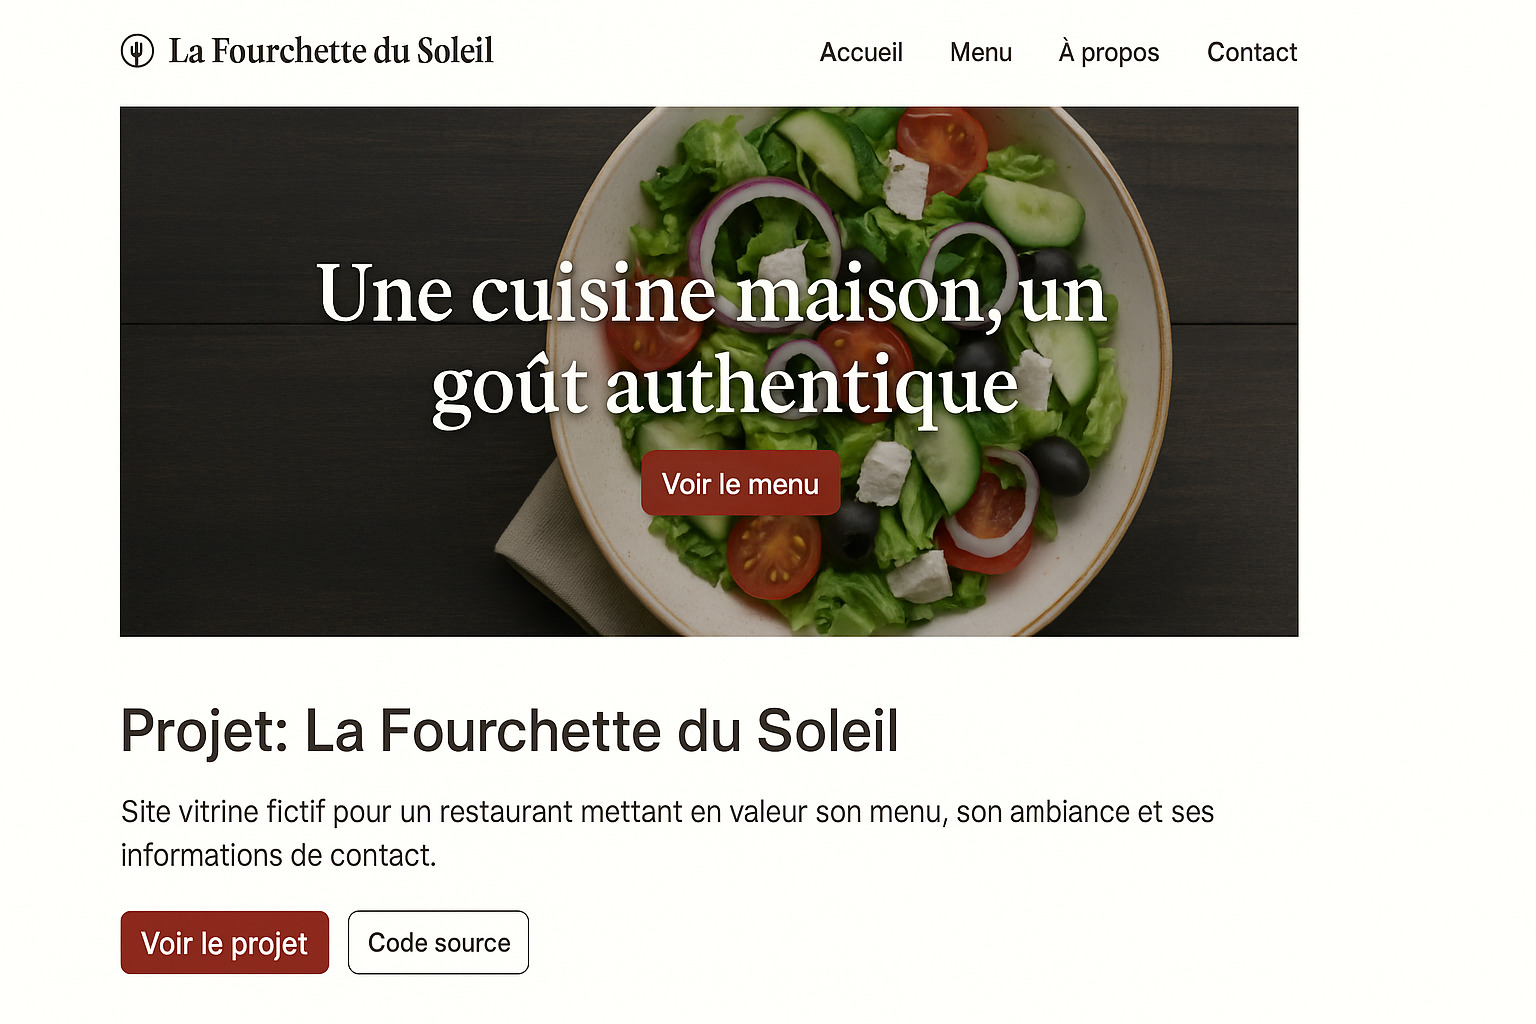 La Fourchette du Soleil
Accueil Menu À propos Contact
Une cuisine maison, un
goût authentique
Voir le menu
Projet: La Fourchette du Soleil
Site vitrine fictif pour un restaurant mettant en valeur son menu, son ambiance et ses
informations de contact.
Voir le projet
Code source